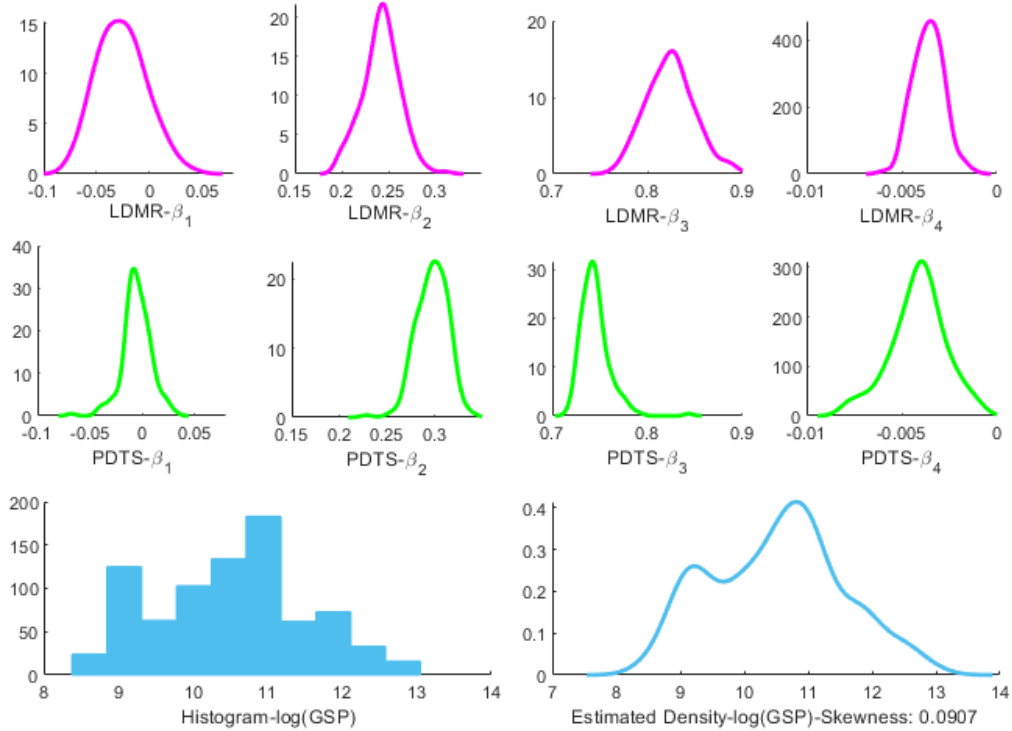 15
10
5
0
-0.1 -0.05 0 0.05
LDMR-β1
20
15
10
5
0
0.15 0.2 0.25 0.3
LDMR-β2
20
10
0
0.7 0.8 0.9
LDMR-β3
400
200
0
-0.01 -0.005 0
LDMR-β4
40
30
20
10
0
-0.1 -0.05 0 0.05
PDTS-β1
20
10
0
0.15 0.2 0.25 0.3
PDTS-β2
30
20
10
0
0.7 0.8 0.9
PDTS-β3
300
200
100
0
-0.01 -0.005 0
PDTS-β4
200
150
100
50
0
8 9 10 11 12 13 14
Histogram-log(GSP)
0.4
0.3
0.2
0.1
0
7 8 9 10 11 12 13 14
Estimated Density-log(GSP)-Skewness: 0.0907